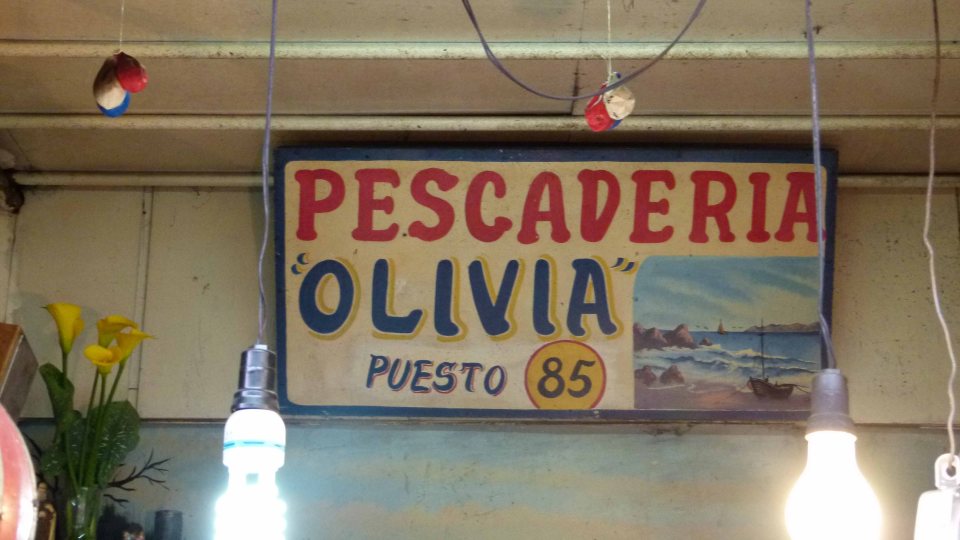 PESCADERIA
"OLIVIA"
PUESTO 85